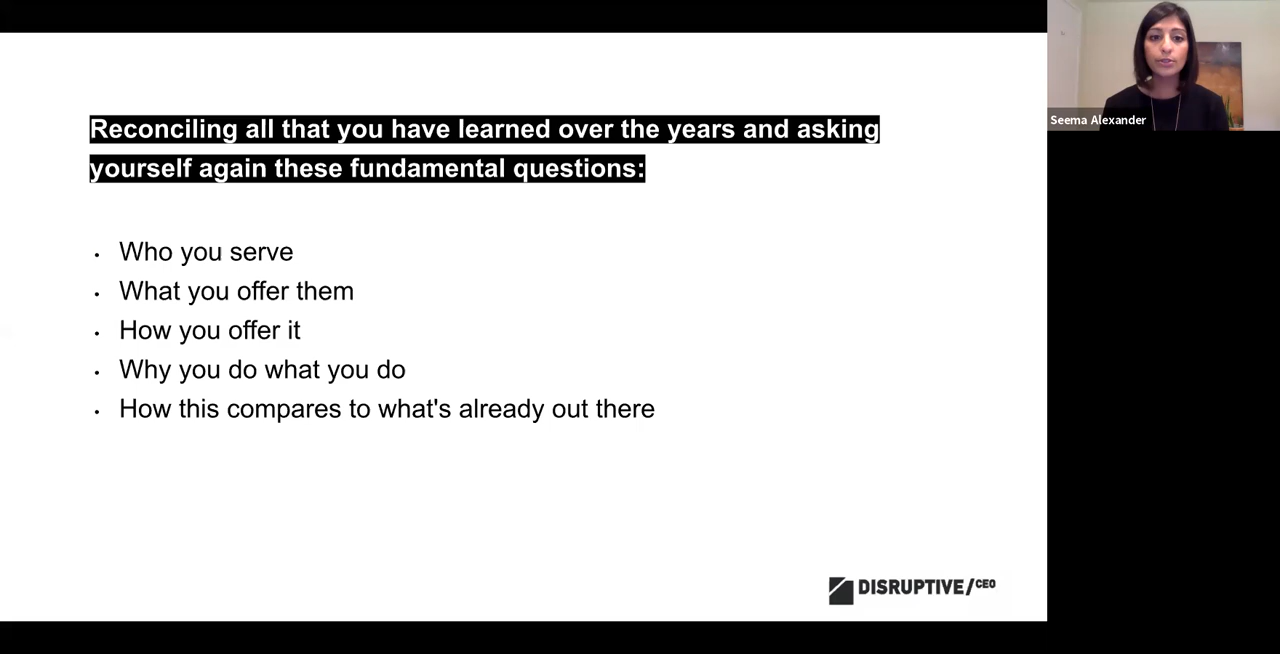 Reconciling all that you have learned over the years and asking
yourself again these fundamental questions:
• Who you serve
• What you offer them
• How you offer it
• Why you do what you do
• How this compares to what's already out there
DISRUPTIVE/CEO
Seema Alexander